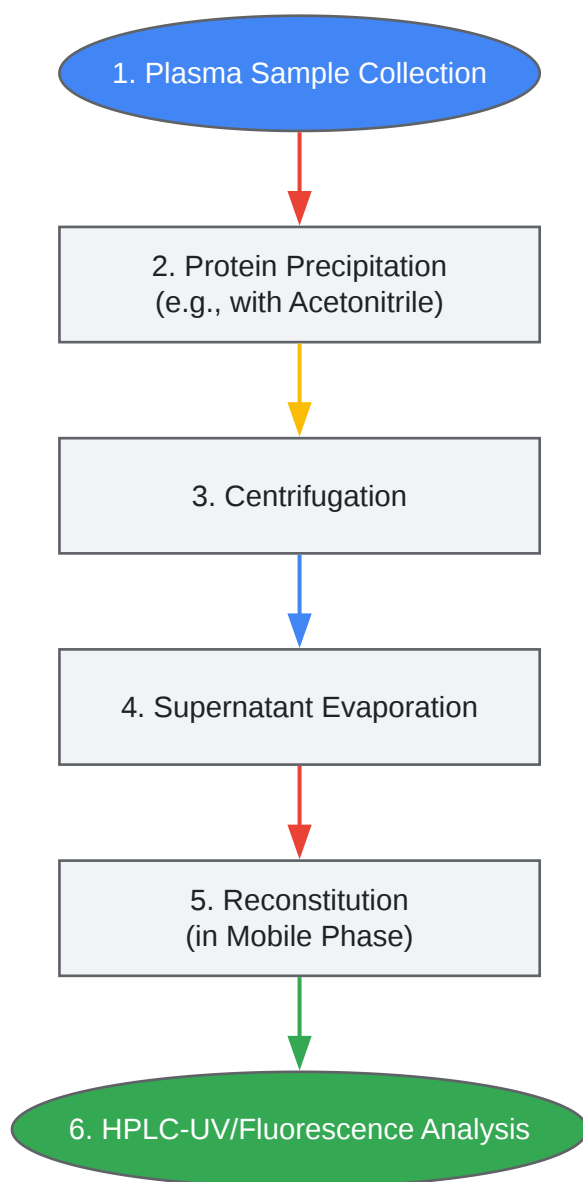 1. Plasma Sample Collection
2. Protein Precipitation
(e.g., with Acetonitrile)
3. Centrifugation
4. Supernatant Evaporation
5. Reconstitution
(in Mobile Phase)
6. HPLC-UV/Fluorescence Analysis